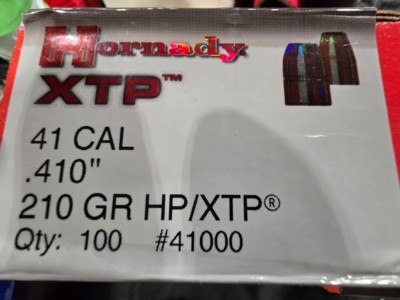 Hornady
XTP™
41 CAL
.410"
210 GR HP/XTP®
Qty: 100 #41000